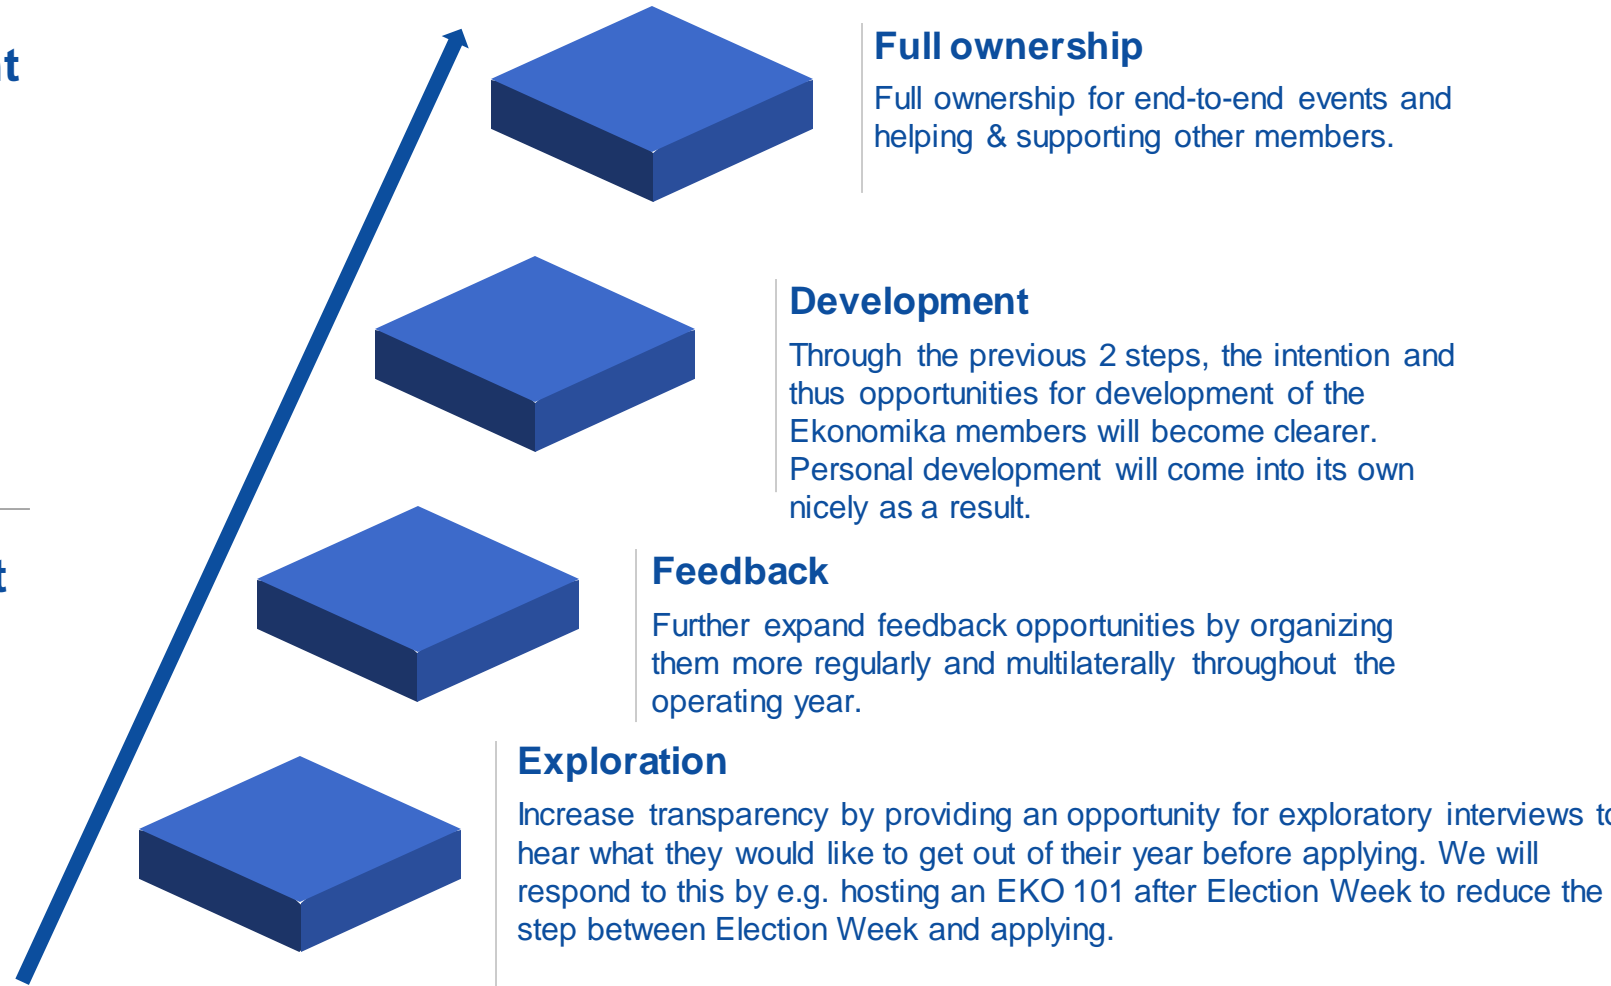 Full ownership
Full ownership for end-to-end events and
helping & supporting other members.
Development
Through the previous 2 steps, the intention and
thus opportunities for development of the
Ekonomika members will become clearer.
Personal development will come into its own
nicely as a result.
Feedback
Further expand feedback opportunities by organizing
them more regularly and multilaterally throughout the
operating year.
Exploration
Increase transparency by providing an opportunity for exploratory interviews to
hear what they would like to get out of their year before applying. We will
respond to this by e.g. hosting an EKO 101 after Election Week to reduce the
step between Election Week and applying.